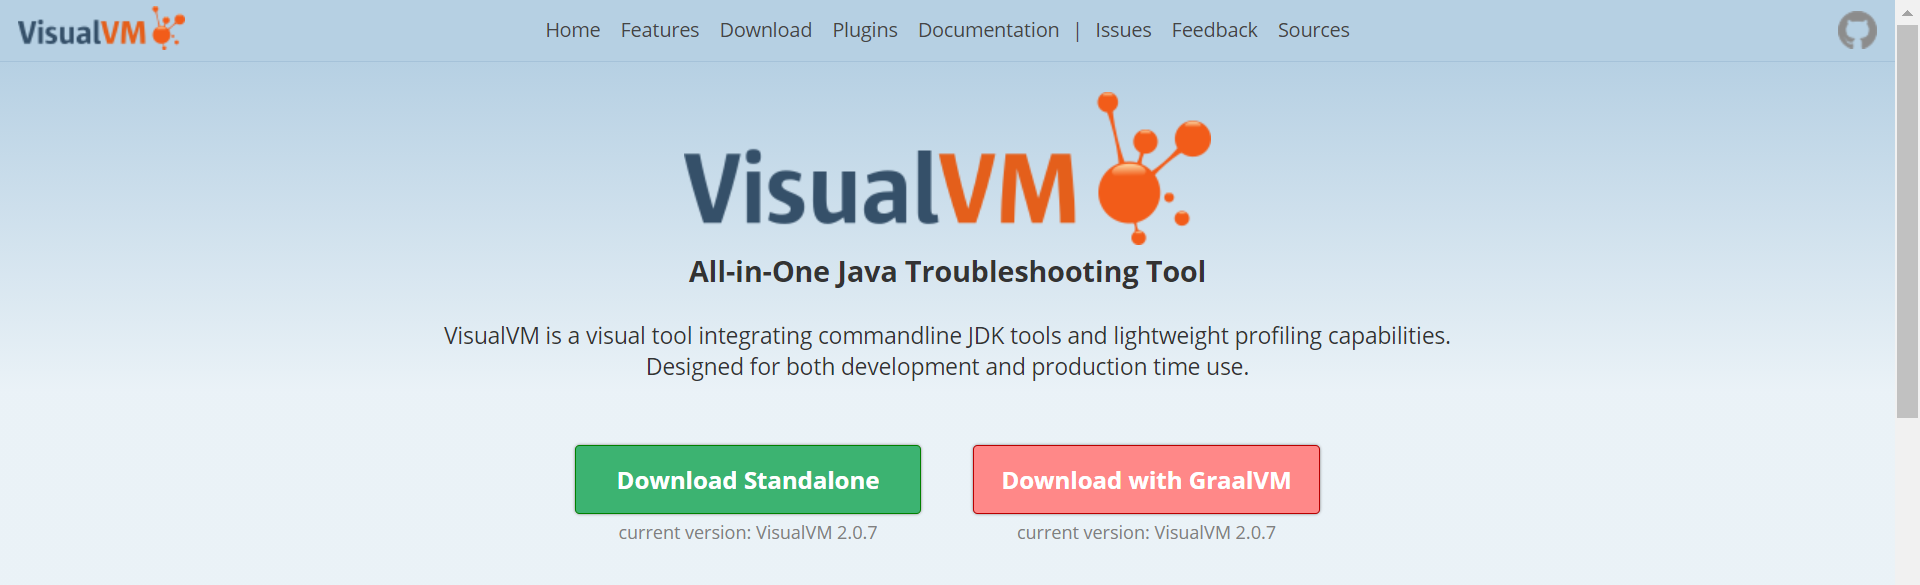 VisualVM
Home Features Download Plugins Documentation | Issues Feedback Sources
VisualVM
All-in-One Java Troubleshooting Tool
VisualVM is a visual tool integrating commandline JDK tools and lightweight profiling capabilities.
Designed for both development and production time use.
Download Standalone Download with GraalVM
current version: VisualVM 2.0.7 current version: VisualVM 2.0.7